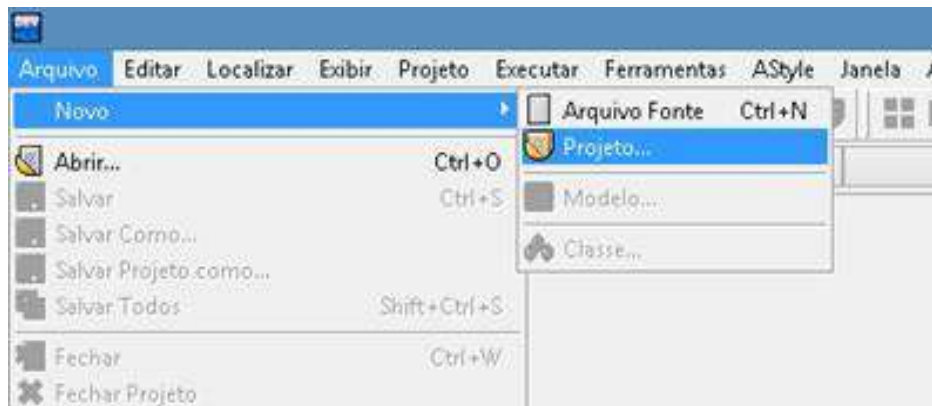 DEV
Arquivo Editar Localizar Exibir Projeto Executar Ferramentas AStyle Janela
Novo
Arquivo Fonte Ctrl+N
Projeto...
Modelo...
Classe...
Abrir... Ctrl+O
Salvar Ctrl+S
Salvar Como...
Salvar Projeto como...
Salvar Todos Shift+Ctrl+S
Fechar Ctrl+W
Fechar Projeto